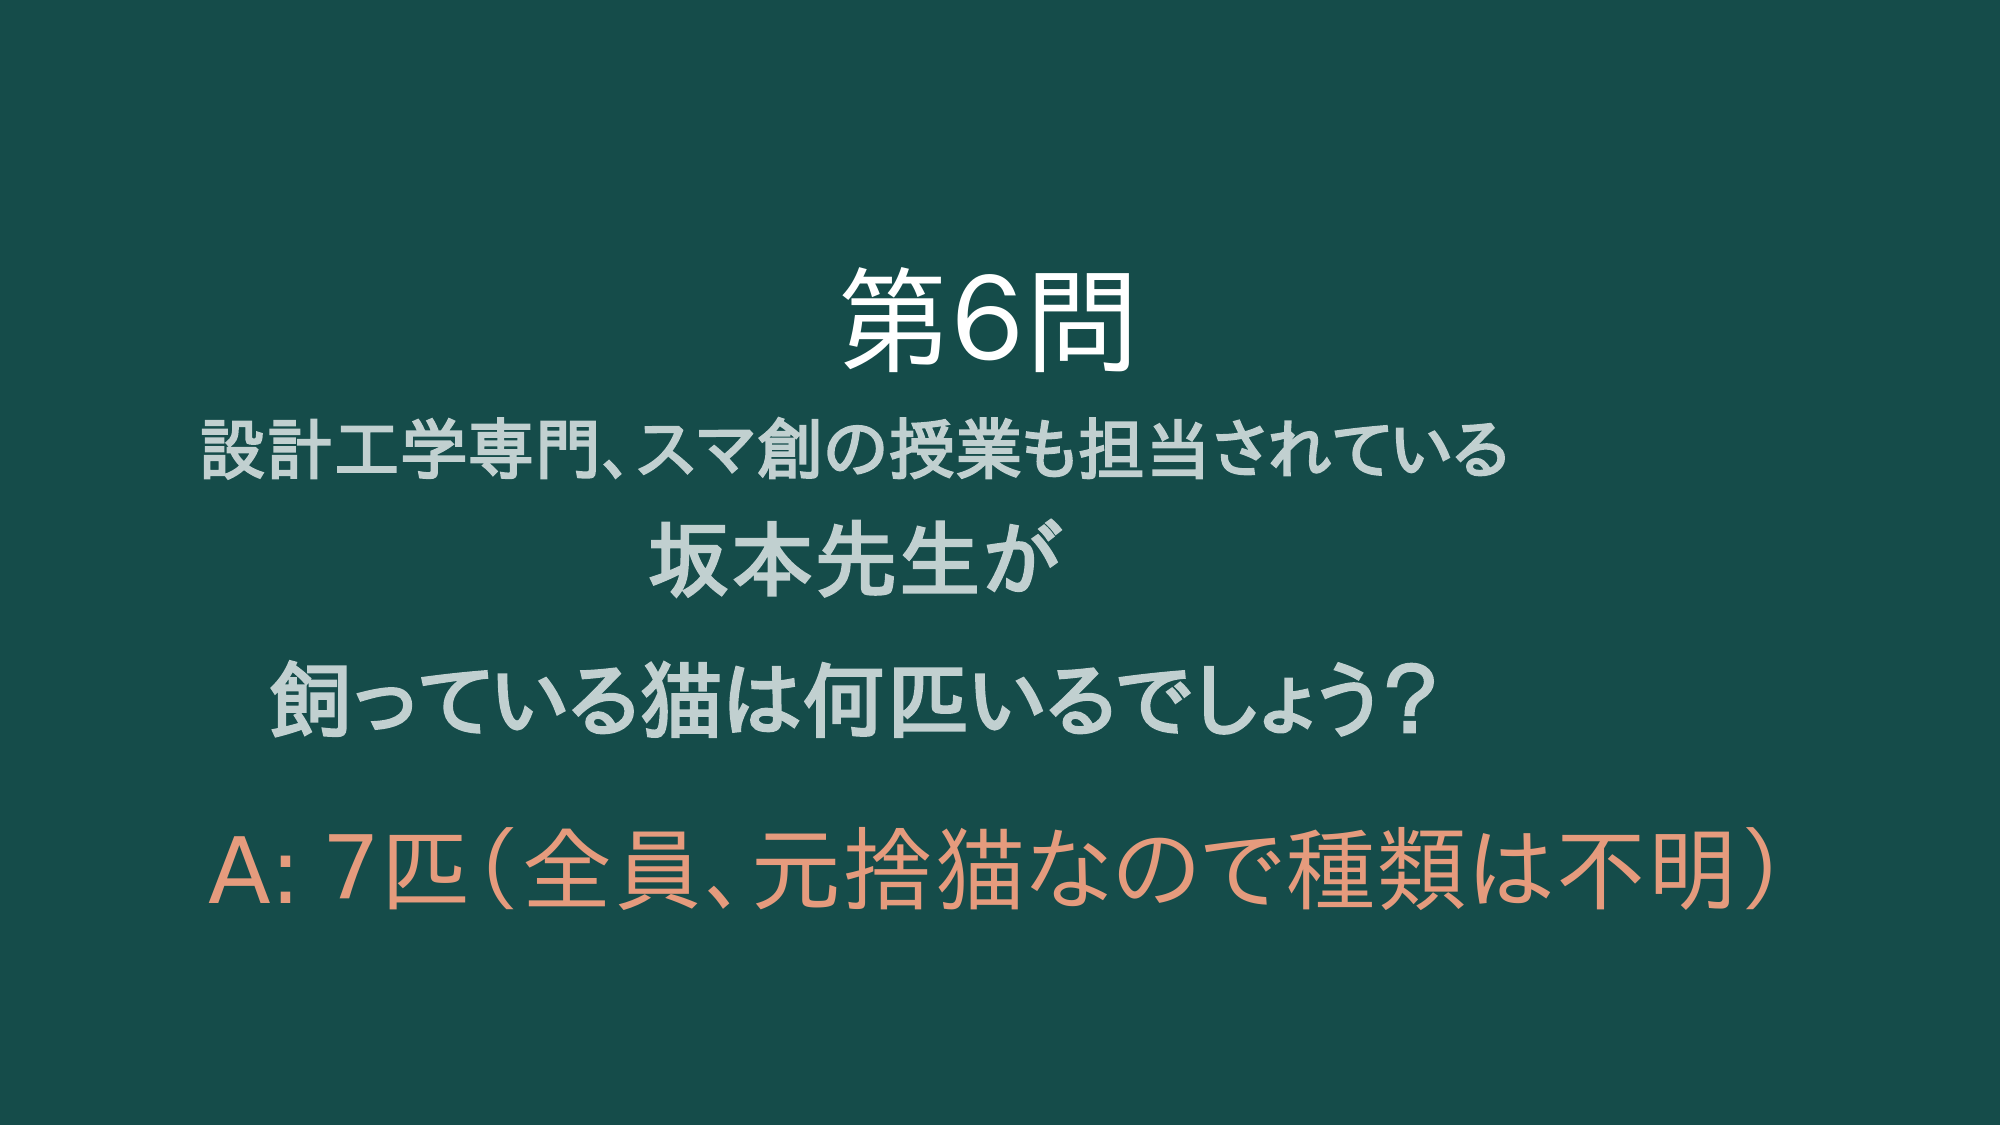 第6問
設計工学専門、スマ創の授業も担当されている
坂本先生が
飼っている猫は何匹いるでしょう？
A: 7匹（全員、元捨猫なので種類は不明）